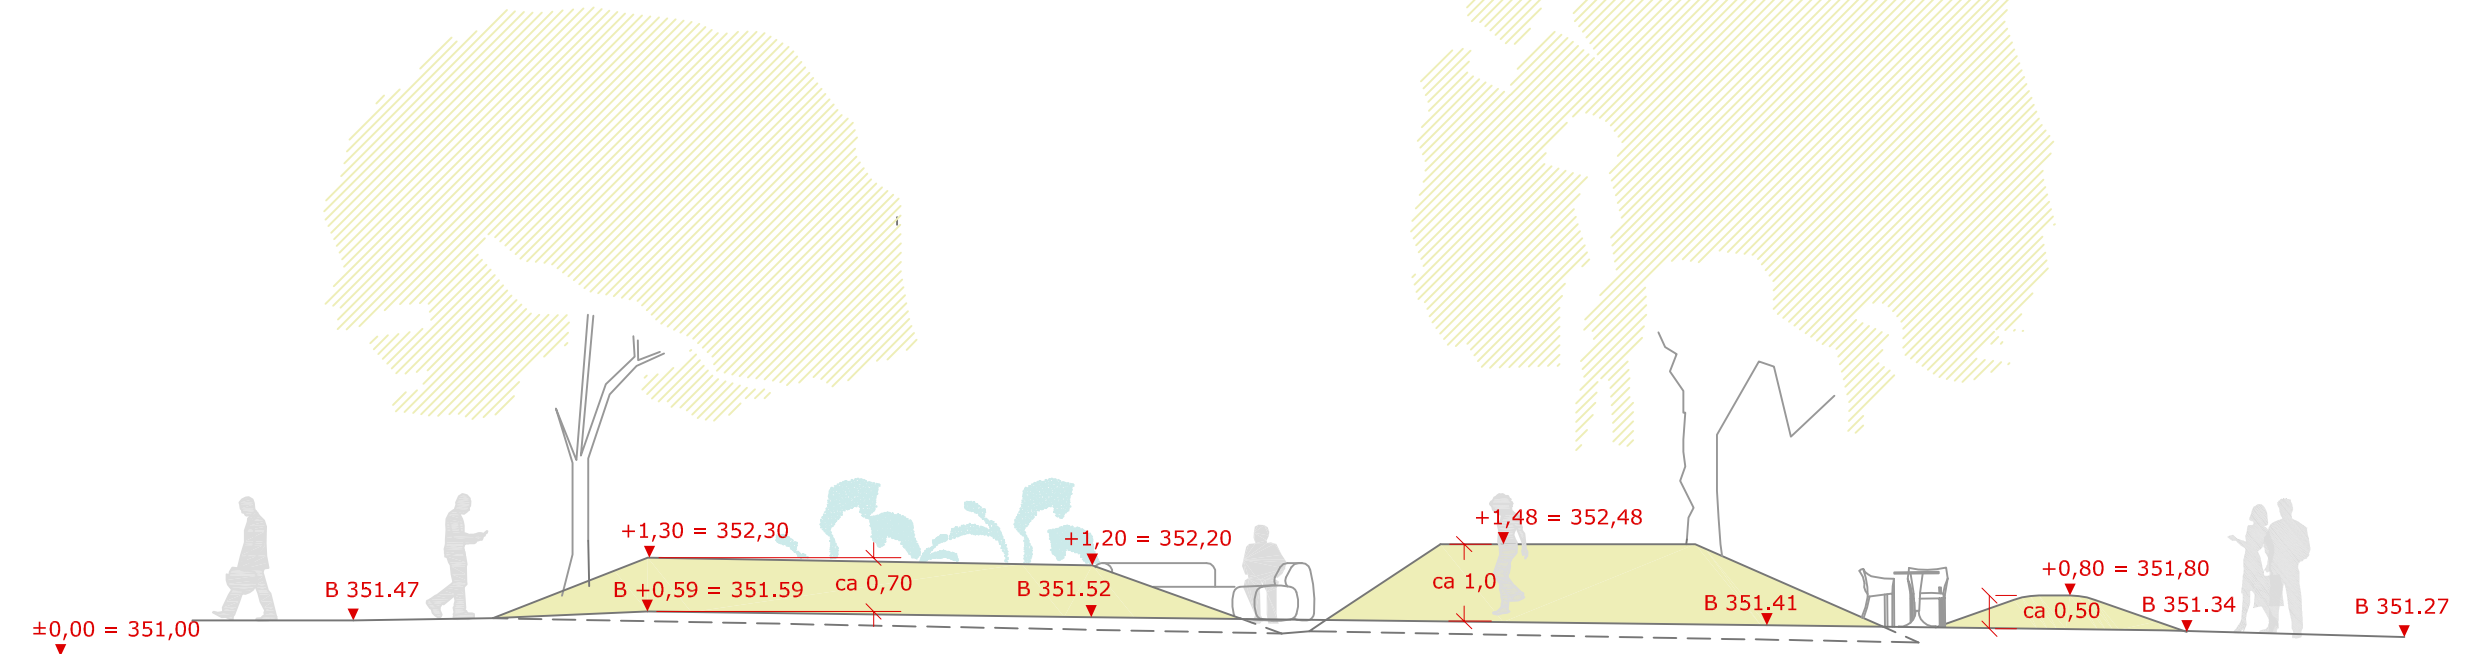 +1,48 = 352,48
+1,30 = 352,30
+1,20 = 352,20
+0,80 = 351,80
ca 1,0
ca 0,70
B 351.47
B +0,59 = 351.59
B 351.52
B 351.41
B 351.34
B 351.27
ca 0,50
±0,00 = 351,00